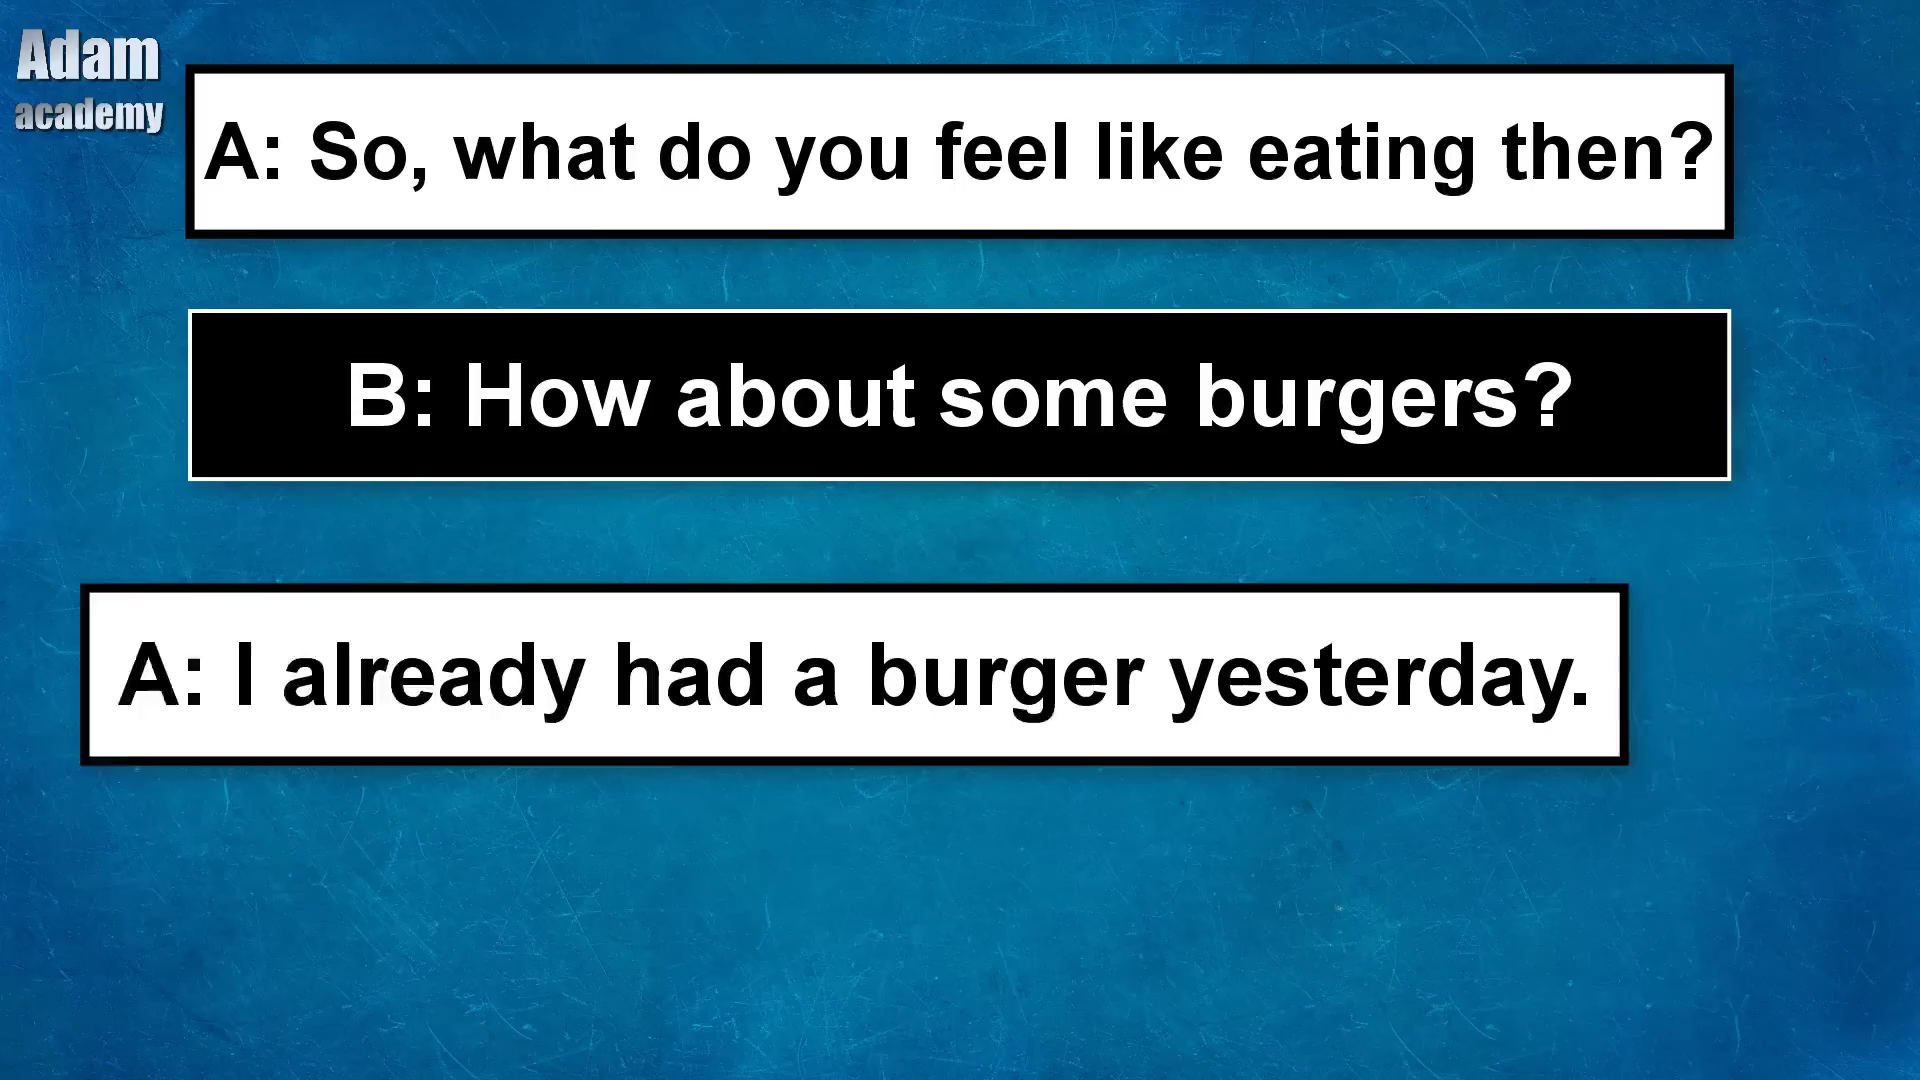 Adam
academy
A: So, what do you feel like eating then?
B: How about some burgers?
A: I already had a burger yesterday.